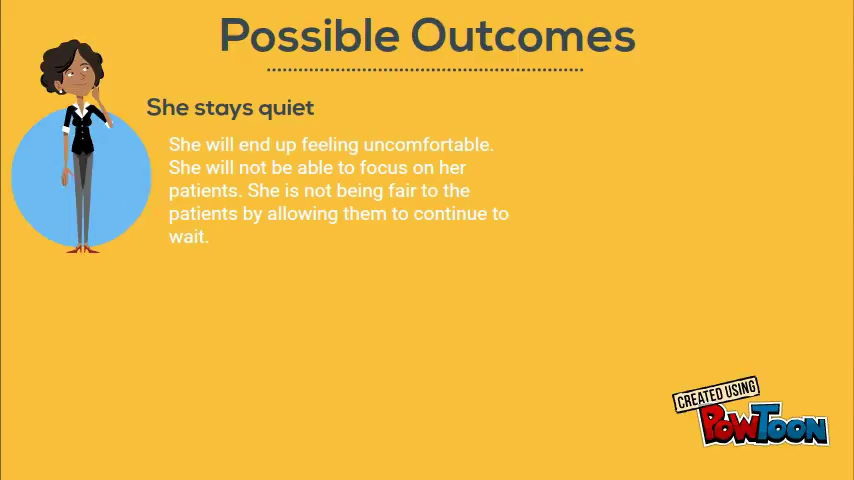 Possible Outcomes
She stays quiet
She will end up feeling uncomfortable.
She will not be able to focus on her
patients. She is not being fair to the
patients by allowing them to continue to
wait.
CREATED USING
POWTOON